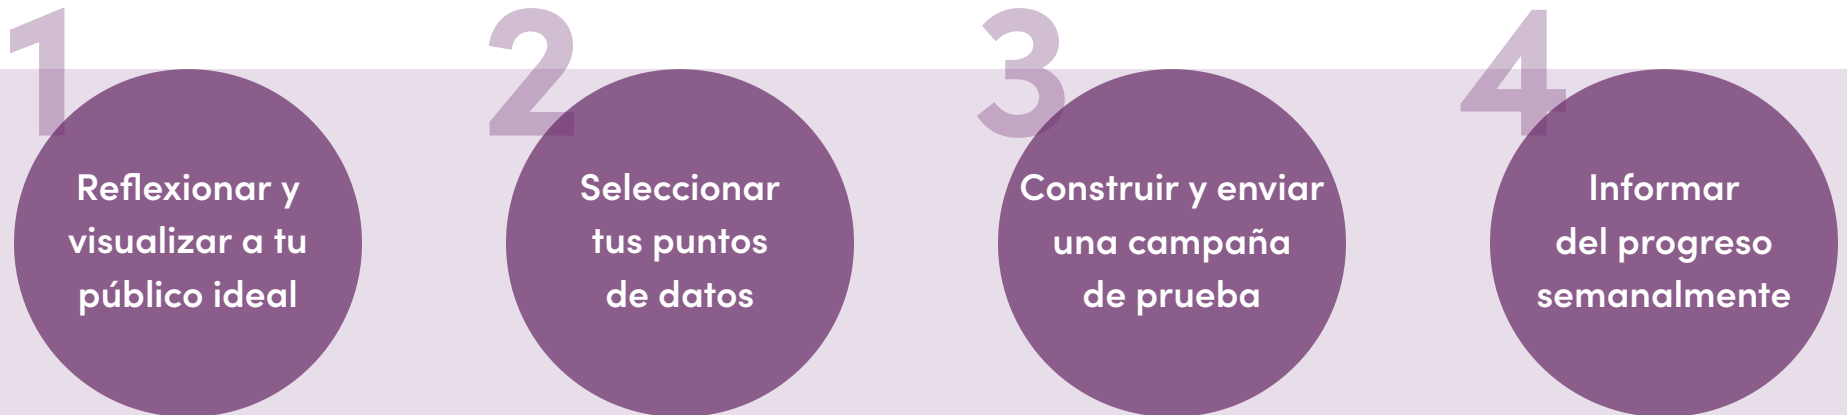 1
Reflexionar y
visualizar a tu
público ideal
2
Seleccionar
tus puntos
de datos
3
Construir y enviar
una campaña
de prueba
4
Informar
del progreso
semanalmente